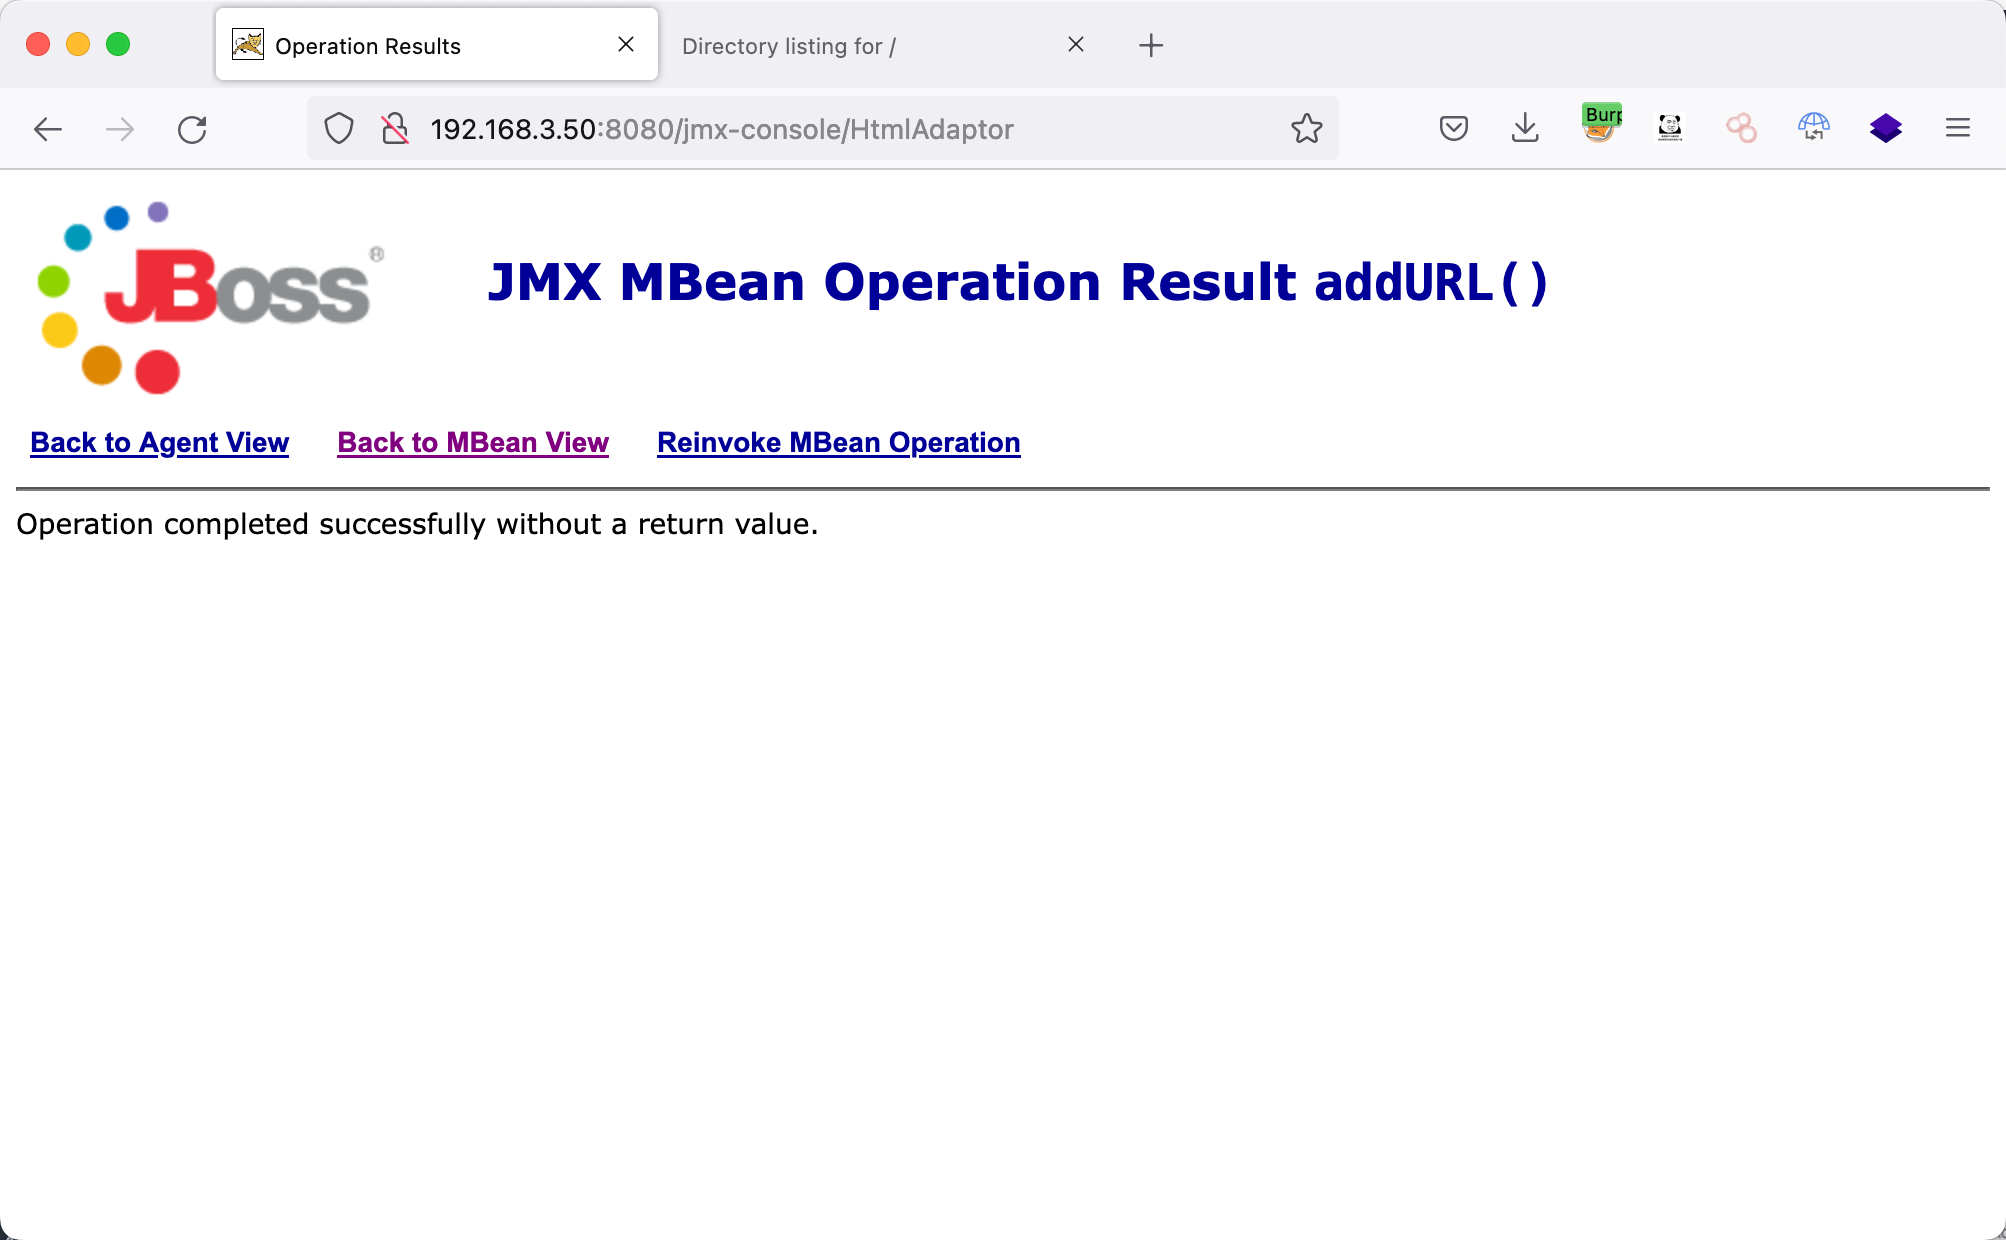 Operation Results
Directory listing for /
192.168.3.50:8080/jmx-console/HtmlAdaptor
Burp
JBoss®
JMX MBean Operation Result addURL()
Back to Agent View Back to MBean View Reinvoke MBean Operation
Operation completed successfully without a return value.